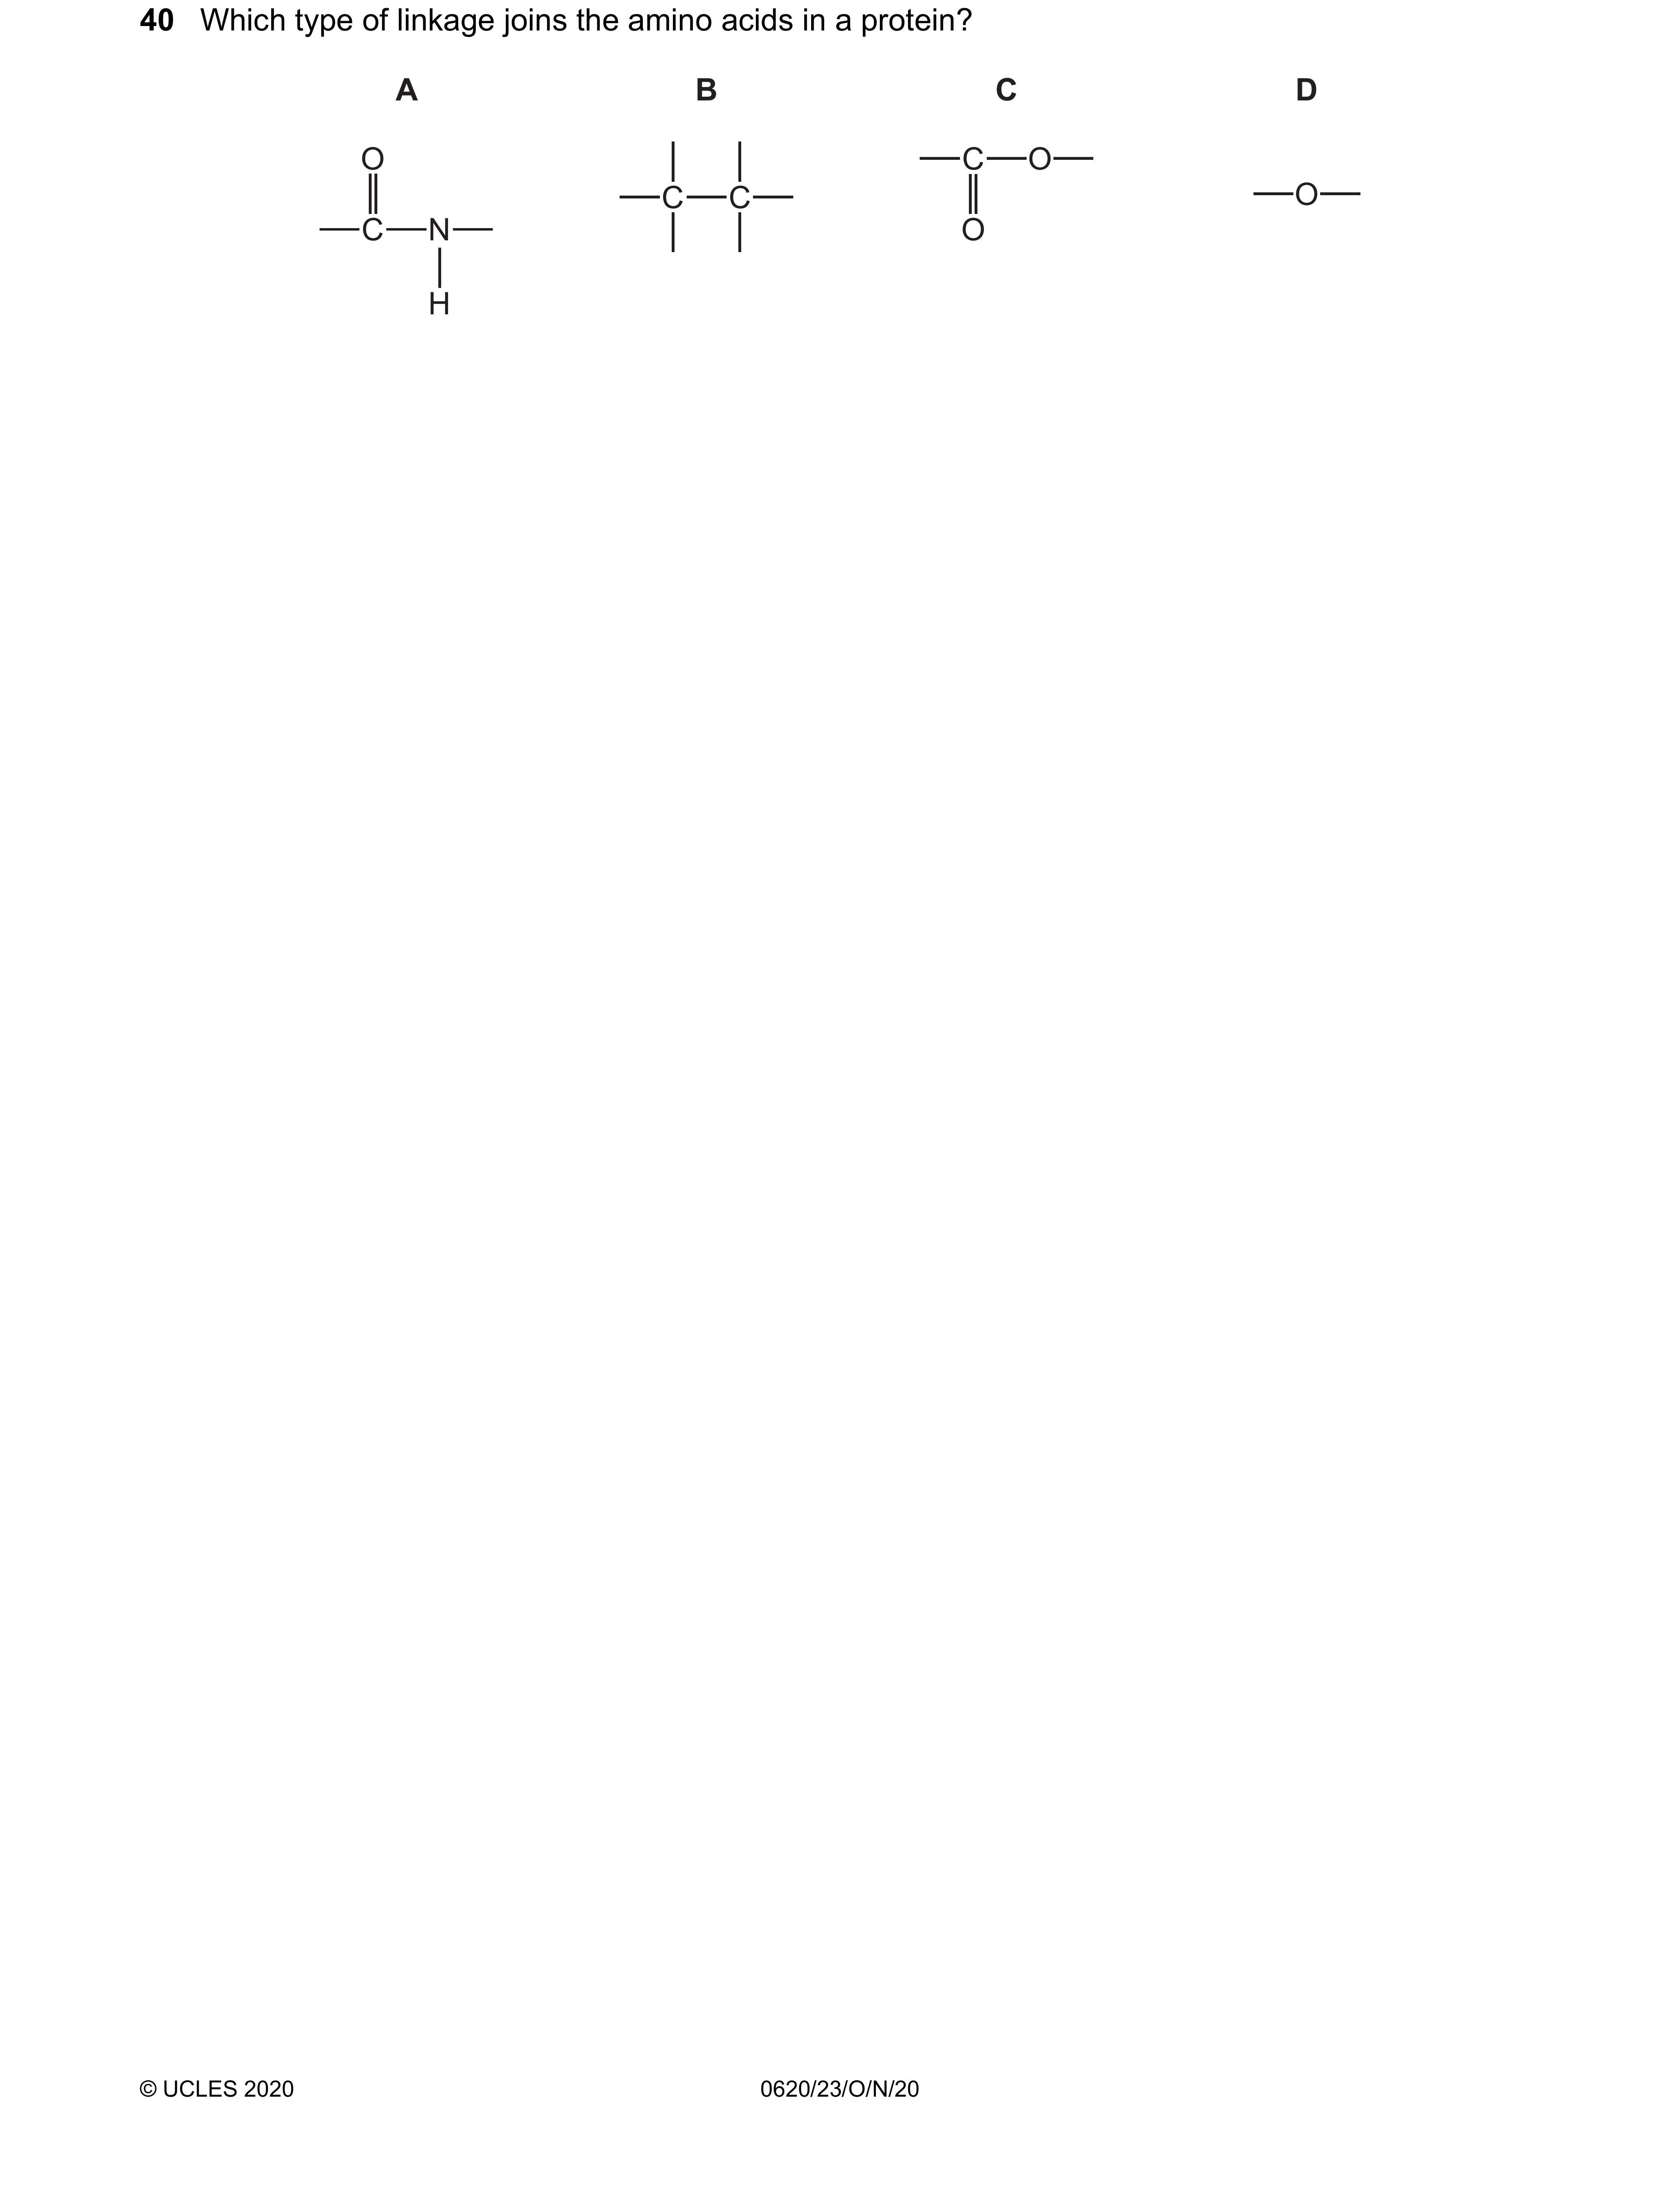 40 Which type of linkage joins the amino acids in a protein?
A B C D
O
C N
H
C C
C O
O
O
© UCLES 2020 0620/23/O/N/20